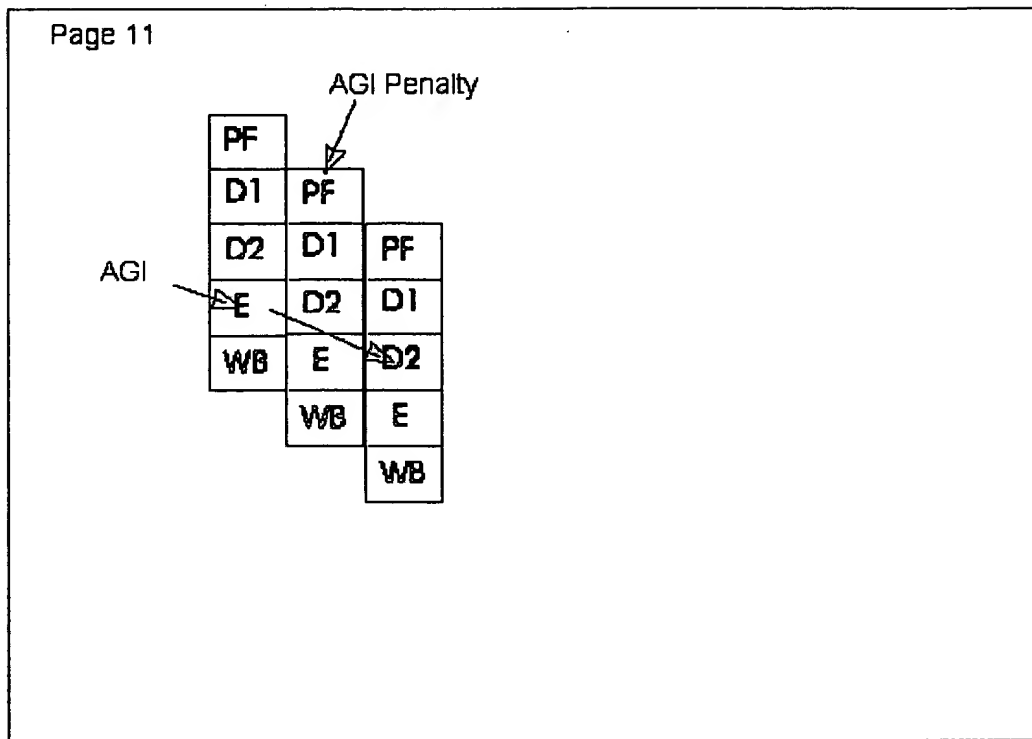 Page 11
AGI Penalty
PF
D1 PF
D2 D1 PF
AGI
E D2 D1
WB E D2
WB E
WB